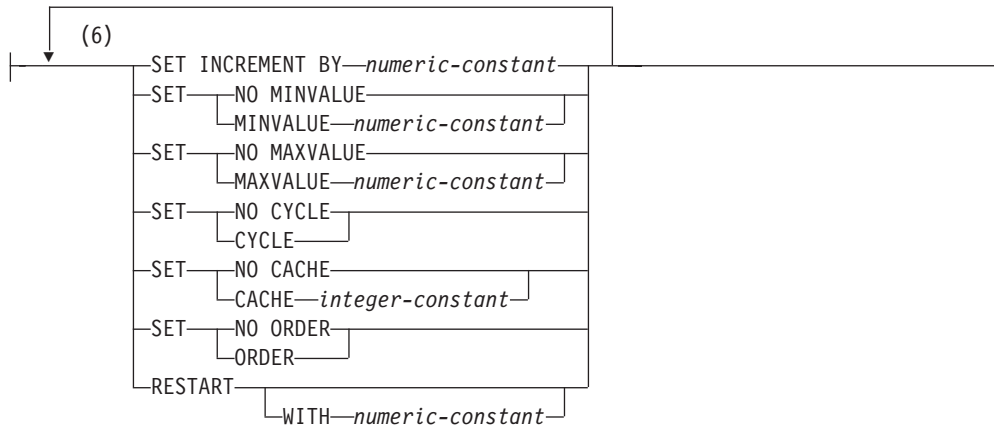 (6)
SET INCREMENT BY numeric-constant
SET NO MINVALUE
MINVALUE numeric-constant
SET NO MAXVALUE
MAXVALUE numeric-constant
SET NO CYCLE
CYCLE
SET NO CACHE
CACHE integer-constant
SET NO ORDER
ORDER
RESTART
WITH numeric-constant